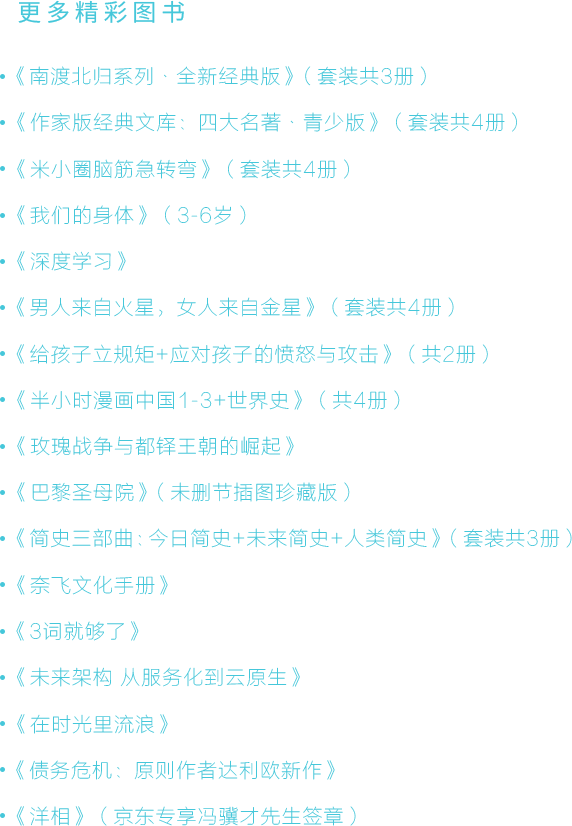 更多精彩图书
•《南渡北归系列·全新经典版》(套装共3册)
•《作家版经典文库：四大名著·青少版》(套装共4册)
•《米小圈脑筋急转弯》(套装共4册)
•《我们的身体》(3-6岁)
•《深度学习》
•《男人来自火星，女人来自金星》(套装共4册)
•《给孩子立规矩+应对孩子的愤怒与攻击》(共2册)
•《半小时漫画中国1-3+世界史》(共4册)
•《玫瑰战争与都铎王朝的崛起》
•《巴黎圣母院》(未删节插图珍藏版)
•《简史三部曲：今日简史+未来简史+人类简史》(套装共3册)
•《奈飞文化手册》
•《3词就够了》
•《未来架构 从服务化到云原生》
•《在时光里流浪》
•《债务危机：原则作者达利欧新作》
•《洋相》(京东专享冯骥才先生签章)